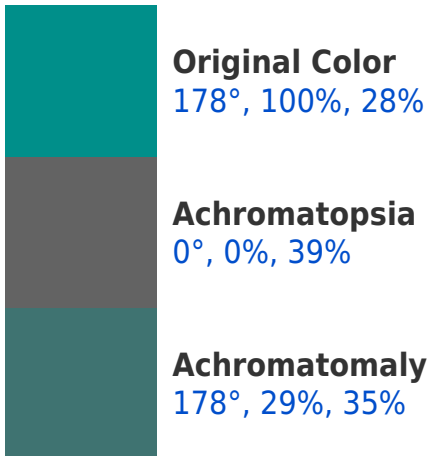 Original Color
178°, 100%, 28%
Achromatopsia
0°, 0%, 39%
Achromatomaly
178°, 29%, 35%